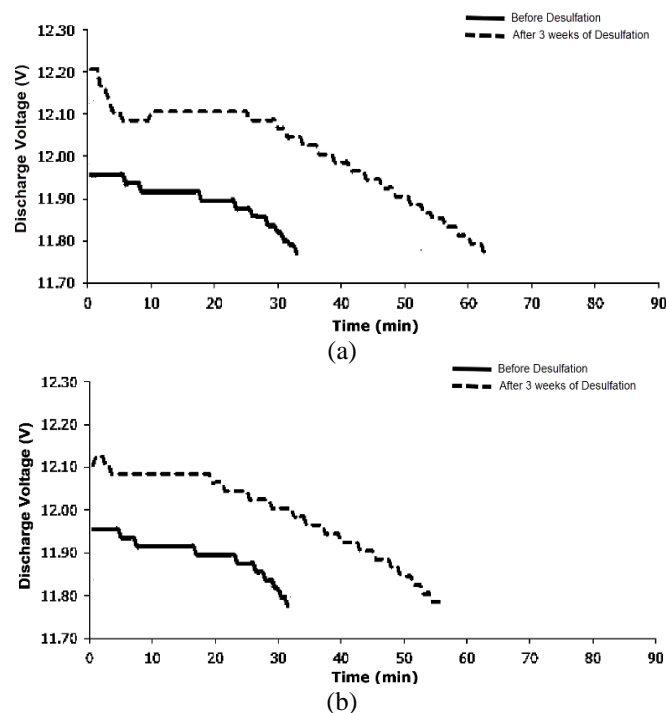 Before Desulfation
After 3 weeks of Desulfation
12.30
12.20
12.10
12.00
11.90
11.80
11.70
Discharge Voltage (V)
0 10 20 30 40 50 60 70 80 90
Time (min)
(a)
Before Desulfation
After 3 weeks of Desulfation
12.30
12.20
12.10
12.00
11.90
11.80
11.70
Discharge Voltage (V)
0 10 20 30 40 50 60 70 80 90
Time (min)
(b)